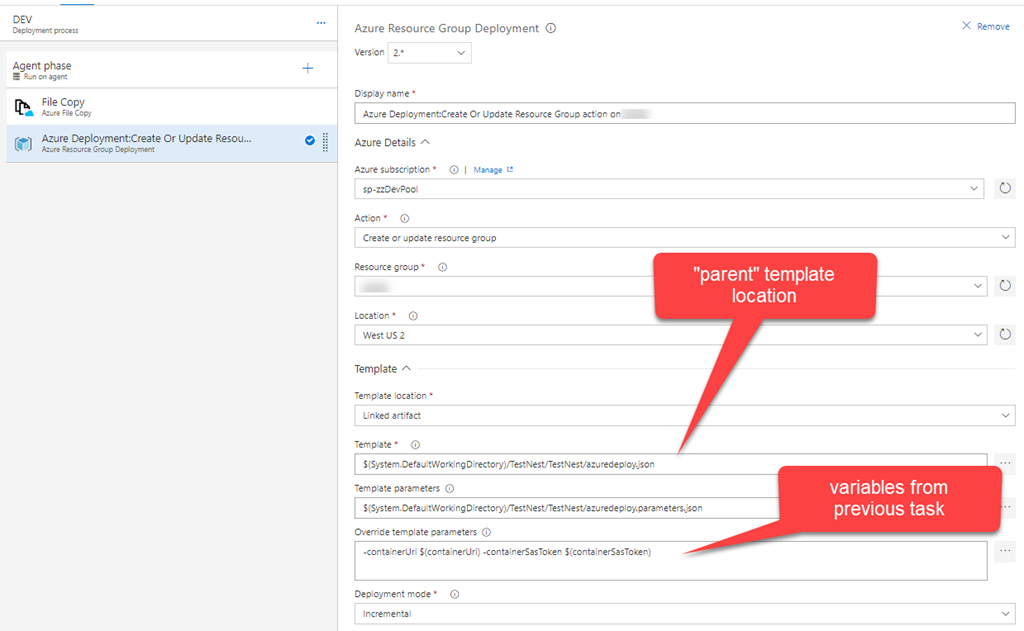 DEV
Deployment process
...
Agent phase
Run on agent
File Copy
Azure File Copy
Azure Deployment:Create Or Update Resou...
Azure Resource Group Deployment
Azure Resource Group Deployment
Remove
Version 2.*
Display name *
Azure Deployment:Create Or Update Resource Group action on
Azure Details
Azure subscription * | Manage
sp-zzDevPool
Action *
Create or update resource group
Resource group *
"parent" template
location
Location *
West US 2
Template
Template location *
Linked artifact
Template *
$(System.DefaultWorkingDirectory)/TestNest/TestNest/azuredeploy.json
...
Template parameters
$(System.DefaultWorkingDirectory)/TestNest/TestNest/azuredeploy.parameters.json
...
variables from
previous task
Override template parameters
-containerUri $(containerUri) -containerSasToken $(containerSasToken)
...
Deployment mode *
Incremental